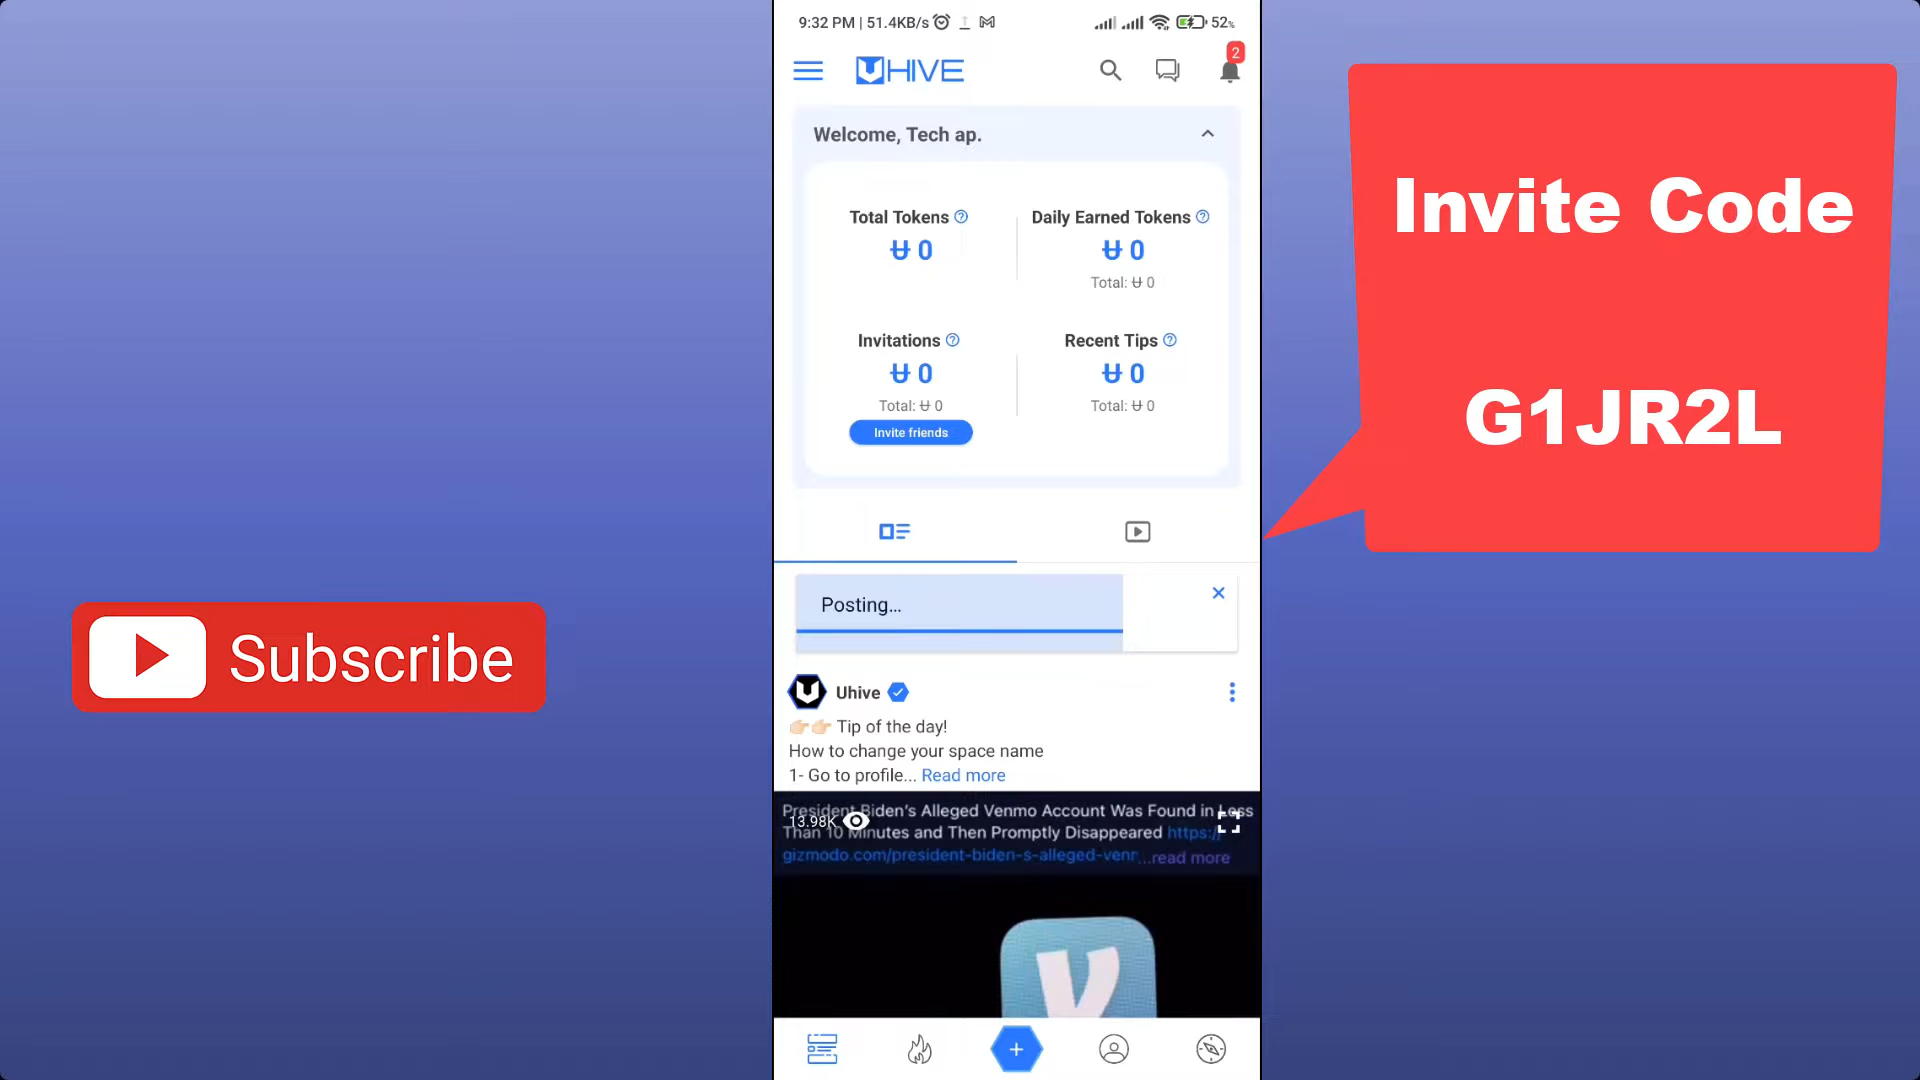 9:32 PM | 51.4KB/s
52%
UHIVE
2
Welcome, Tech ap.
Total Tokens
Ʉ 0
Daily Earned Tokens
Ʉ 0
Total: Ʉ 0
Invitations
Ʉ 0
Total: Ʉ 0
Invite friends
Recent Tips
Ʉ 0
Total: Ʉ 0
Posting...
Uhive
👉🏻👉🏻 Tip of the day!
How to change your space name
1- Go to profile... Read more
President Biden's Alleged Venmo Account Was Found in Less
13.98K
Than 10 Minutes and Then Promptly Disappeared https:/
gizmodo.com/president-biden-s-alleged-venr ...read more
Subscribe
Invite Code
G1JR2L